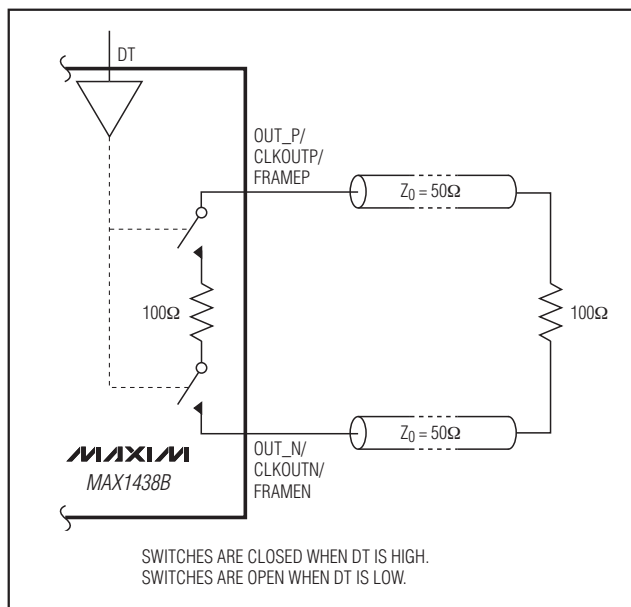 DT
OUT_P/
CLKOUTP/
FRAMEP
Z0 = 50Ω
100Ω
100Ω
Z0 = 50Ω
MAXIM
MAX1438B
OUT_N/
CLKOUTN/
FRAMEN
SWITCHES ARE CLOSED WHEN DT IS HIGH.
SWITCHES ARE OPEN WHEN DT IS LOW.